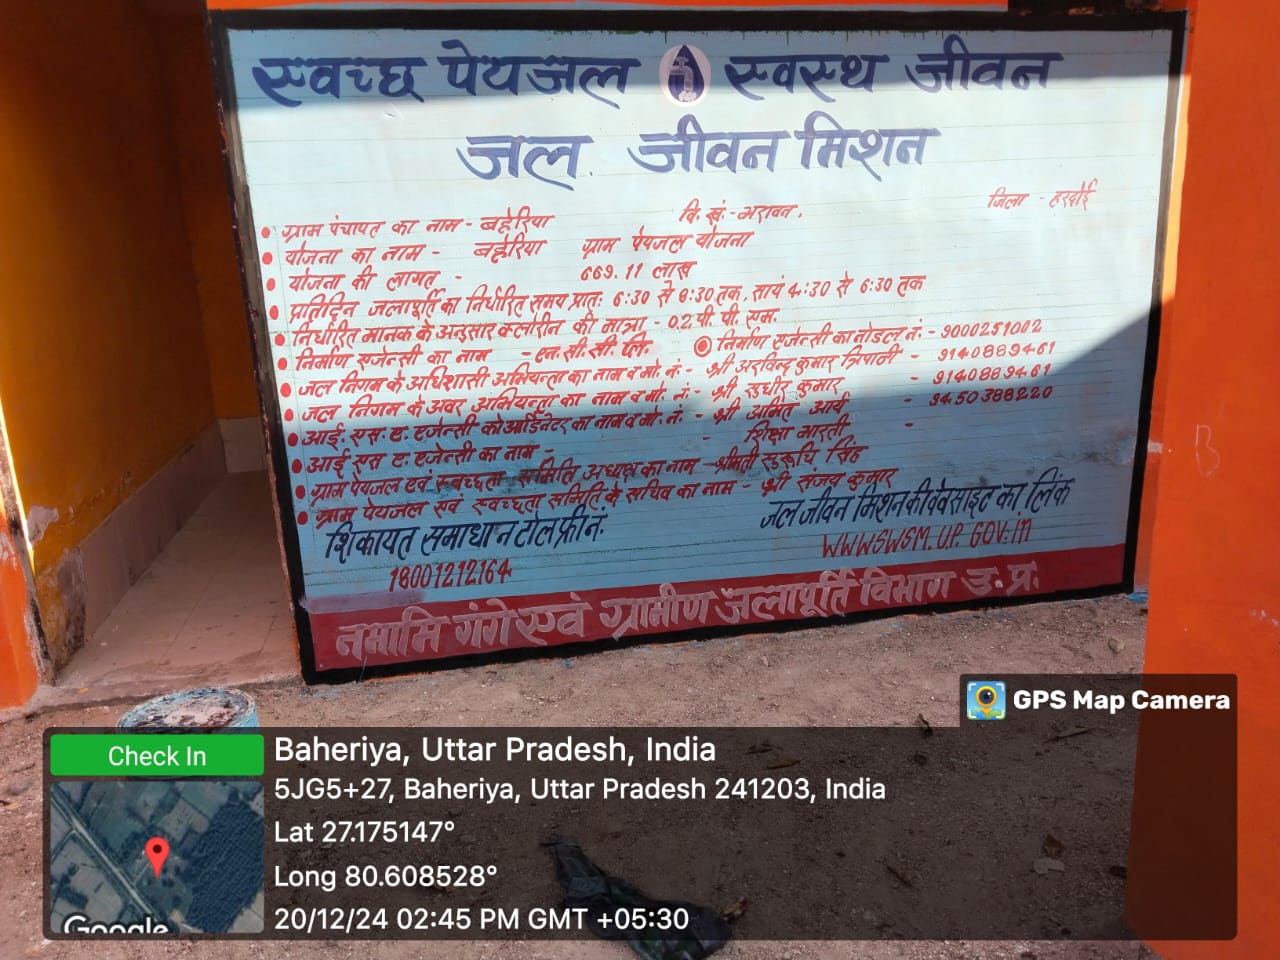 स्वच्छ पेयजल स्वस्थ जीवन
जल जीवन मिशन
ग्राम पंचायत का नाम - बहेरिया वि. खं. - भरावन. जिला - हरदोई
योजना का नाम - बहेरिया ग्राम पेयजल योजना
योजना की लागत - 669.11 लाख
प्रतिदिन जलापूर्ति का निर्धारित समय प्रातः 6:30 से 8:30 तक, सायं 4:30 से 6:30 तक
निर्धारित मानक के अनुसार क्लोरीन की मात्रा - 0.2 पी. पी. एम.
निर्माण एजेन्सी का नाम - एन. सी. सी. लि. निर्माण एजेन्सी का नोडल नं. - 9000251002
जल निगम के अधिशासी अभियन्ता का नाम व मो. नं. - श्री अरविन्द कुमार त्रिपाठी - 9140889461
जल निगम के अवर अभियन्ता का नाम व मो. नं. - श्री सुधीर कुमार - 9140889461
आई. एस. ए. एजेन्सी कोआर्डिनेटर का नाम व मो. नं. - श्री अमित आर्य - 9450388220
आई एस ए. एजेन्सी का नाम - - शिक्षा भारती -
ग्राम पेयजल एवं स्वच्छता समिति अध्यक्ष का नाम - श्रीमती सुरूचि सिंह
ग्राम पेयजल एवं स्वच्छता समिति के सचिव का नाम - श्री संजय कुमार
शिकायत समाधान टोल फ्री नं. जल जीवन मिशन की वेबसाइट का लिंक
18001212164 WWWSWSM.UP.GOV.in
नमामि गंगे एवं ग्रामीण जलापूर्ति विभाग उ. प्र.
GPS Map Camera
Check In
Baheriya, Uttar Pradesh, India
5JG5+27, Baheriya, Uttar Pradesh 241203, India
Lat 27.175147°
Long 80.608528°
20/12/24 02:45 PM GMT +05:30
Google